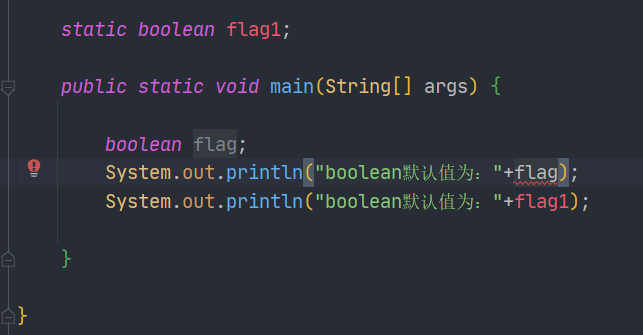 static boolean flag1;
public static void main(String[] args) {
boolean flag;
System.out.println("boolean默认值为："+flag);
System.out.println("boolean默认值为："+flag1);
}
}